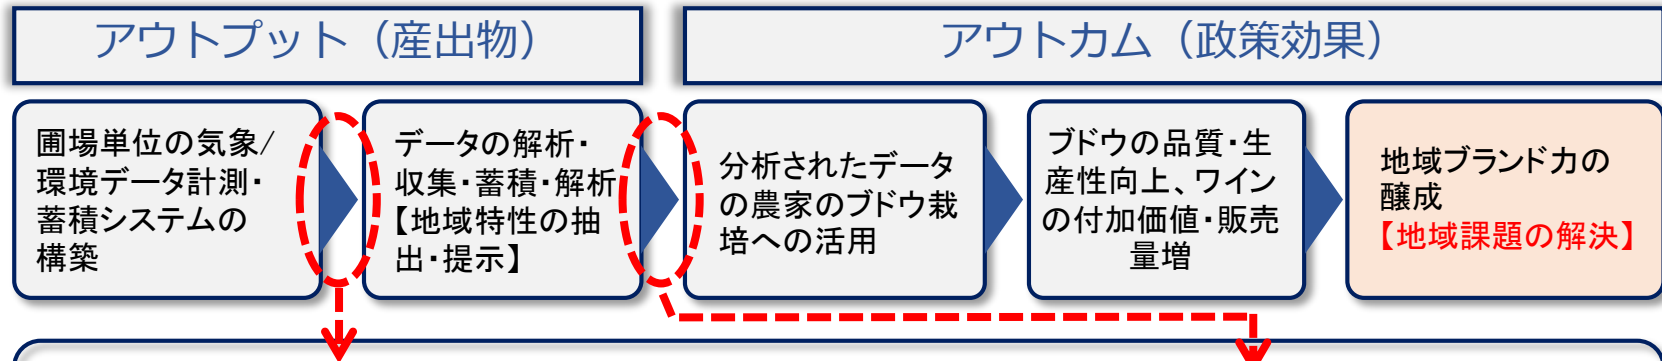 アウトプット（産出物）
アウトカム（政策効果）
圃場単位の気象/
環境データ計測・
蓄積システムの
構築
データの解析・
収集・蓄積・解析
【地域特性の抽
出・提示】
分析されたデータ
の農家のブドウ栽
培への活用
ブドウの品質・生
産性向上、ワイン
の付加価値・販売
量増
地域ブランド力の
醸成
【地域課題の解決】